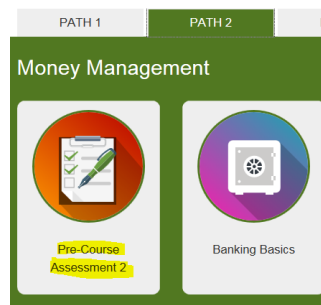 PATH 1
PATH 2
Money Management
Pre-Course
Assessment 2
Banking Basics